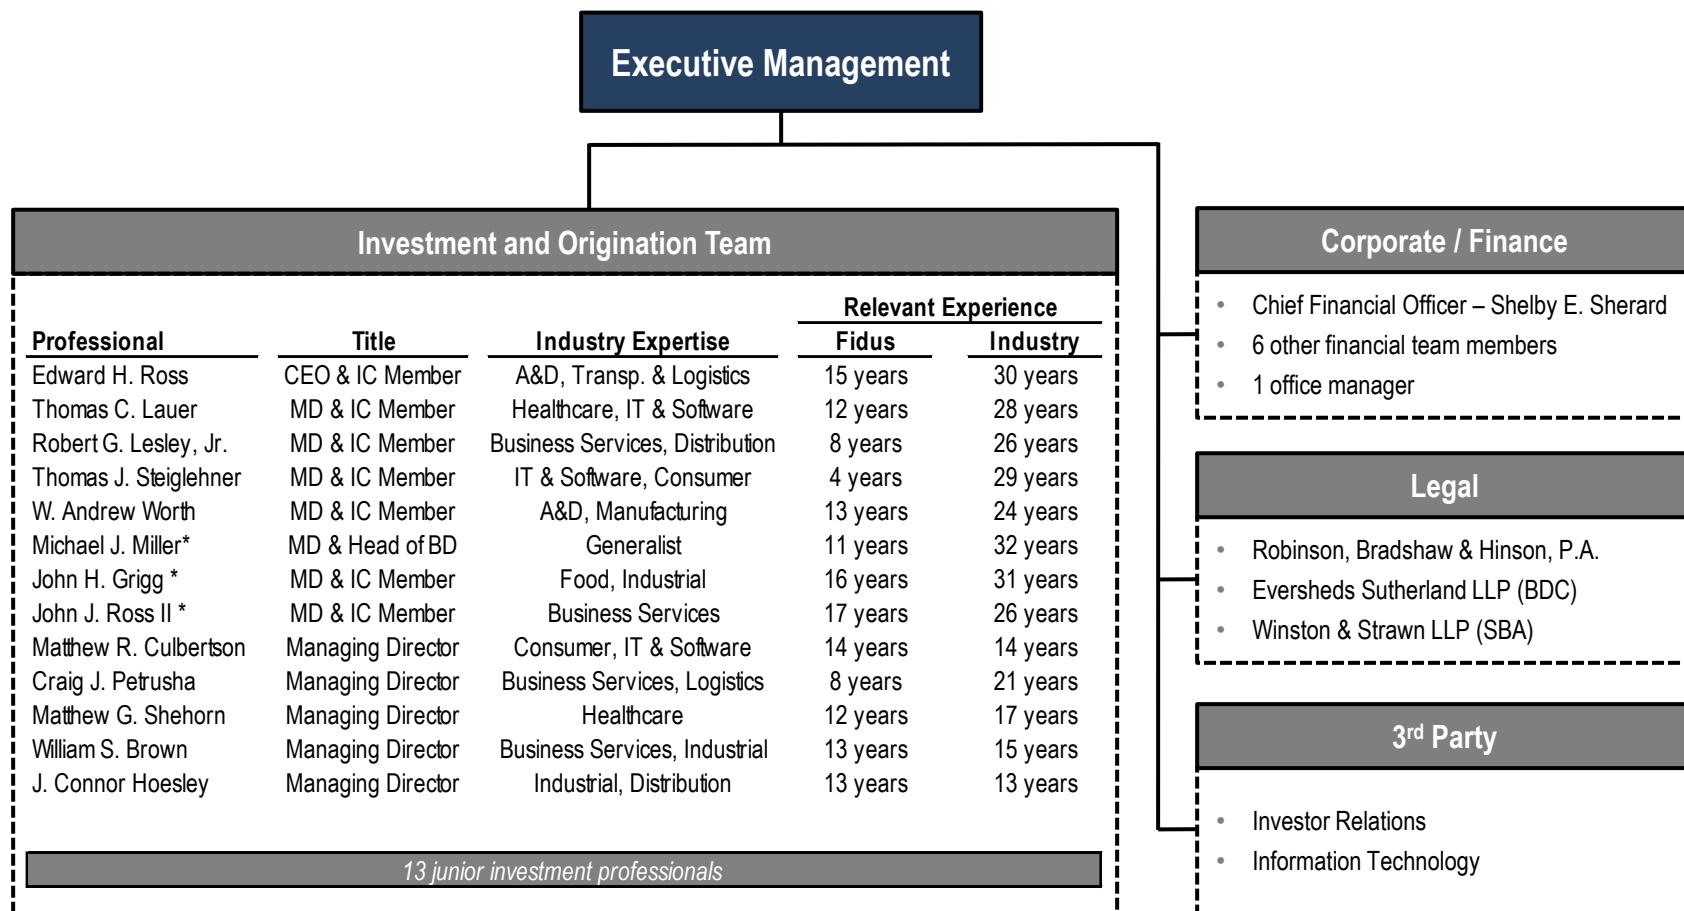 Executive Management
Investment and Origination Team
Relevant Experience
Professional Title Industry Expertise Fidus Industry
Edward H. Ross CEO & IC Member A&D, Transp. & Logistics 15 years 30 years
Thomas C. Lauer MD & IC Member Healthcare, IT & Software 12 years 28 years
Robert G. Lesley, Jr. MD & IC Member Business Services, Distribution 8 years 26 years
Thomas J. Steiglehner MD & IC Member IT & Software, Consumer 4 years 29 years
W. Andrew Worth MD & IC Member A&D, Manufacturing 13 years 24 years
Michael J. Miller* MD & Head of BD Generalist 11 years 32 years
John H. Grigg * MD & IC Member Food, Industrial 16 years 31 years
John J. Ross II * MD & IC Member Business Services 17 years 26 years
Matthew R. Culbertson Managing Director Consumer, IT & Software 14 years 14 years
Craig J. Petrusha Managing Director Business Services, Logistics 8 years 21 years
Matthew G. Shehorn Managing Director Healthcare 12 years 17 years
William S. Brown Managing Director Business Services, Industrial 13 years 15 years
J. Connor Hoesley Managing Director Industrial, Distribution 13 years 13 years
13 junior investment professionals
Corporate / Finance
• Chief Financial Officer – Shelby E. Sherard
• 6 other financial team members
• 1 office manager
Legal
• Robinson, Bradshaw & Hinson, P.A.
• Eversheds Sutherland LLP (BDC)
• Winston & Strawn LLP (SBA)
3rd Party
• Investor Relations
• Information Technology